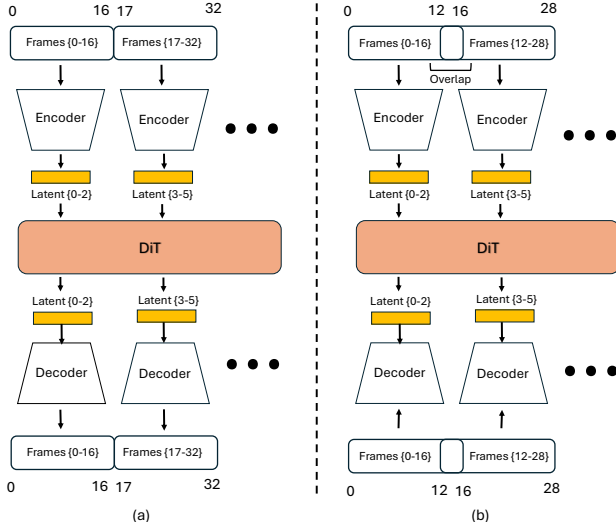 0 16 17 32
Frames {0-16} Frames {17-32}
Encoder Encoder
Latent {0-2} Latent {3-5}
DiT
Latent {0-2} Latent {3-5}
Decoder Decoder
Frames {0-16} Frames {17-32}
0 16 17 32
(a)
0 12 16 28
Frames {0-16} Frames {12-28}
Overlap
Encoder Encoder
Latent {0-2} Latent {3-5}
DiT
Latent {0-2} Latent {3-5}
Decoder Decoder
Frames {0-16} Frames {12-28}
0 12 16 28
(b)